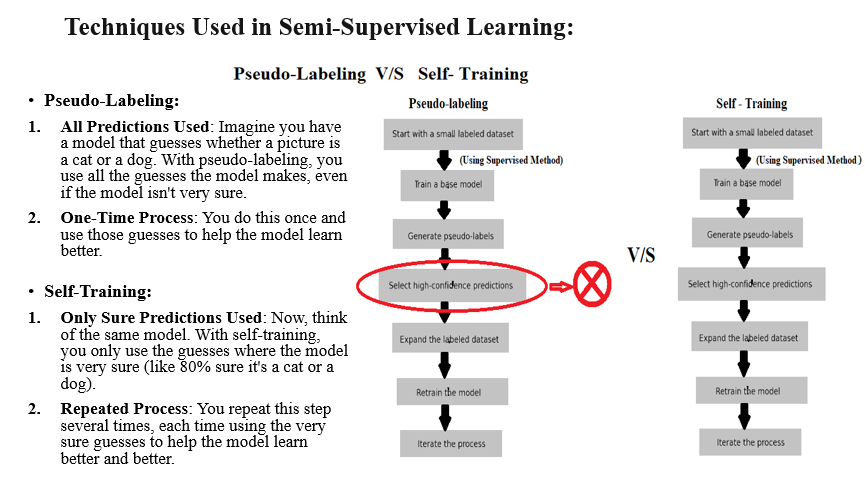 Techniques Used in Semi-Supervised Learning:
Pseudo-Labeling V/S Self- Training
• Pseudo-Labeling:
1. All Predictions Used: Imagine you have
a model that guesses whether a picture is
a cat or a dog. With pseudo-labeling, you
use all the guesses the model makes, even
if the model isn't very sure.
2. One-Time Process: You do this once and
use those guesses to help the model learn
better.
• Self-Training:
1. Only Sure Predictions Used: Now, think
of the same model. With self-training,
you only use the guesses where the model
is very sure (like 80% sure it's a cat or a
dog).
2. Repeated Process: You repeat this step
several times, each time using the very
sure guesses to help the model learn
better and better.
Pseudo-labeling
Start with a small labeled dataset
(Using Supervised Method)
Train a base model
Generate pseudo-labels
Select high-confidence predictions
Expand the labeled dataset
Retrain the model
Iterate the process
V/S
Self - Training
Start with a small labeled dataset
(Using Supervised Method)
Train a base model
Generate pseudo-labels
Select high-confidence predictions
Expand the labeled dataset
Retrain the model
Iterate the process